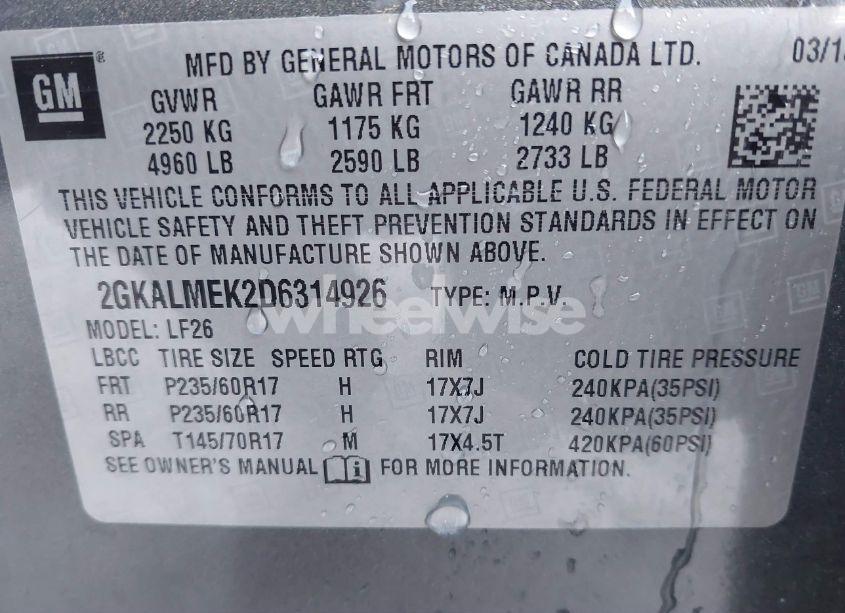 GM®
MFD BY GENERAL MOTORS OF CANADA LTD.
03/13
GVWR GAWR FRT GAWR RR
2250 KG 1175 KG 1240 KG
4960 LB 2590 LB 2733 LB
THIS VEHICLE CONFORMS TO ALL APPLICABLE U.S. FEDERAL MOTOR
VEHICLE SAFETY AND THEFT PREVENTION STANDARDS IN EFFECT ON
THE DATE OF MANUFACTURE SHOWN ABOVE.
2GKALMEK2D6314926 TYPE: M.P.V.
wheelwise
MODEL: LF26
LBCC TIRE SIZE SPEED RTG RIM COLD TIRE PRESSURE
FRT P235/60R17 H 17X7J 240KPA(35PSI)
RR P235/60R17 H 17X7J 240KPA(35PSI)
SPA T145/70R17 M 17X4.5T 420KPA(60PSI)
SEE OWNER'S MANUAL FOR MORE INFORMATION.